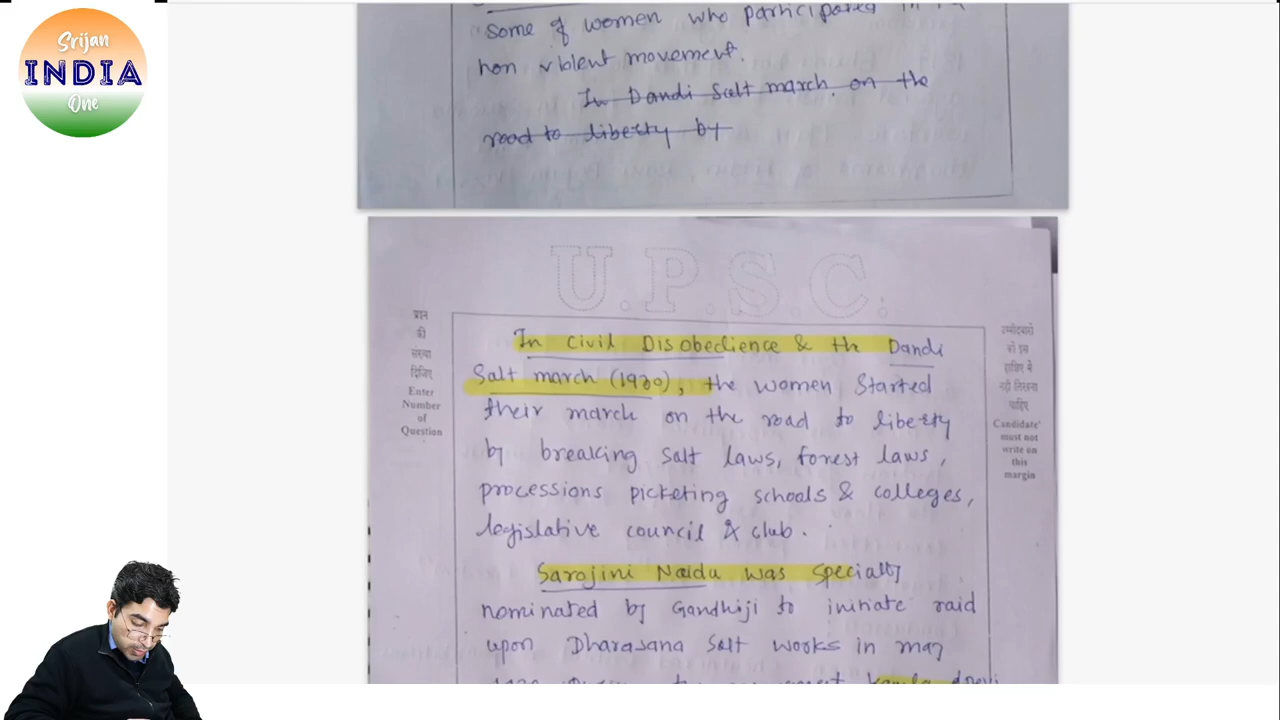 Srijan
INDIA
One
Some of women who participated in
non violent movement.
In Dandi Salt march. on the
road to liberty by
U.P.S.C.
प्रश्न
की
संख्या
दिजिए
Enter
Number
of
Question
In Civil Disobedience & the Dandi
Salt march (1930), the women started
their march on the road to liberty
by breaking salt laws, forest laws,
processions picketing schools & colleges,
legislative council & club.
Sarojini Naidu was specially
nominated by Gandhiji to initiate raid
upon Dharasana Salt works in may
उम्मीदवारों
को इस
हाशिए में
नहीं लिखना
चाहिए
Candidate'
must not
write on
this
margin